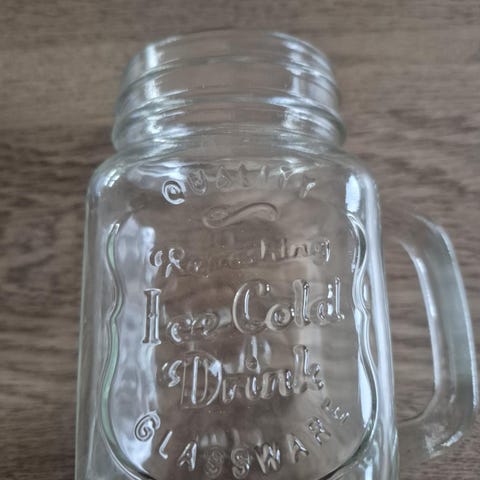 QUALITY
Refreshing
Ice Cold
Drink
GLASSWARE